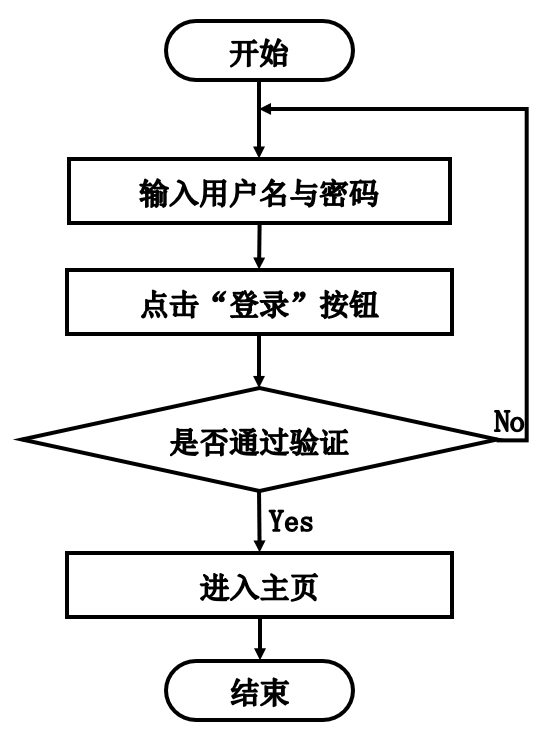 开始
输入用户名与密码
点击“登录”按钮
是否通过验证
No
Yes
进入主页
结束